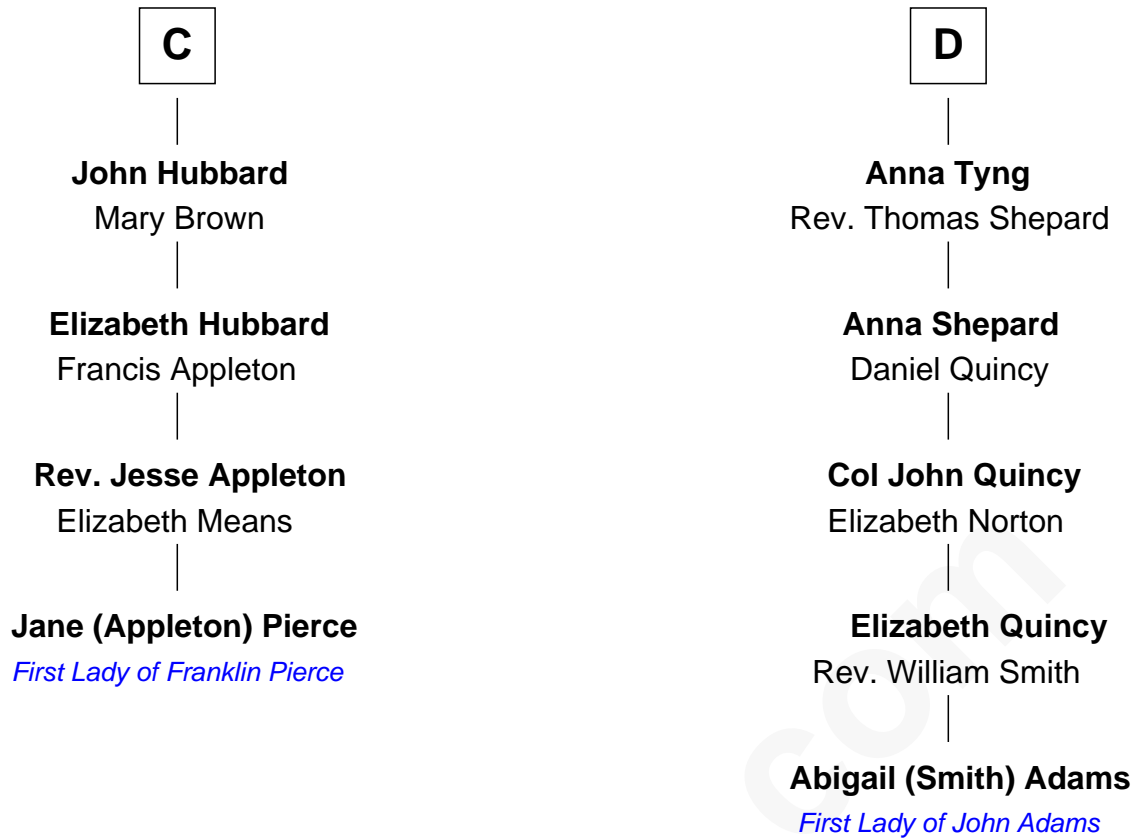 C
John Hubbard
Mary Brown
Elizabeth Hubbard
Francis Appleton
Rev. Jesse Appleton
Elizabeth Means
Jane (Appleton) Pierce
First Lady of Franklin Pierce
D
Anna Tyng
Rev. Thomas Shepard
Anna Shepard
Daniel Quincy
Col John Quincy
Elizabeth Norton
Elizabeth Quincy
Rev. William Smith
Abigail (Smith) Adams
First Lady of John Adams
com